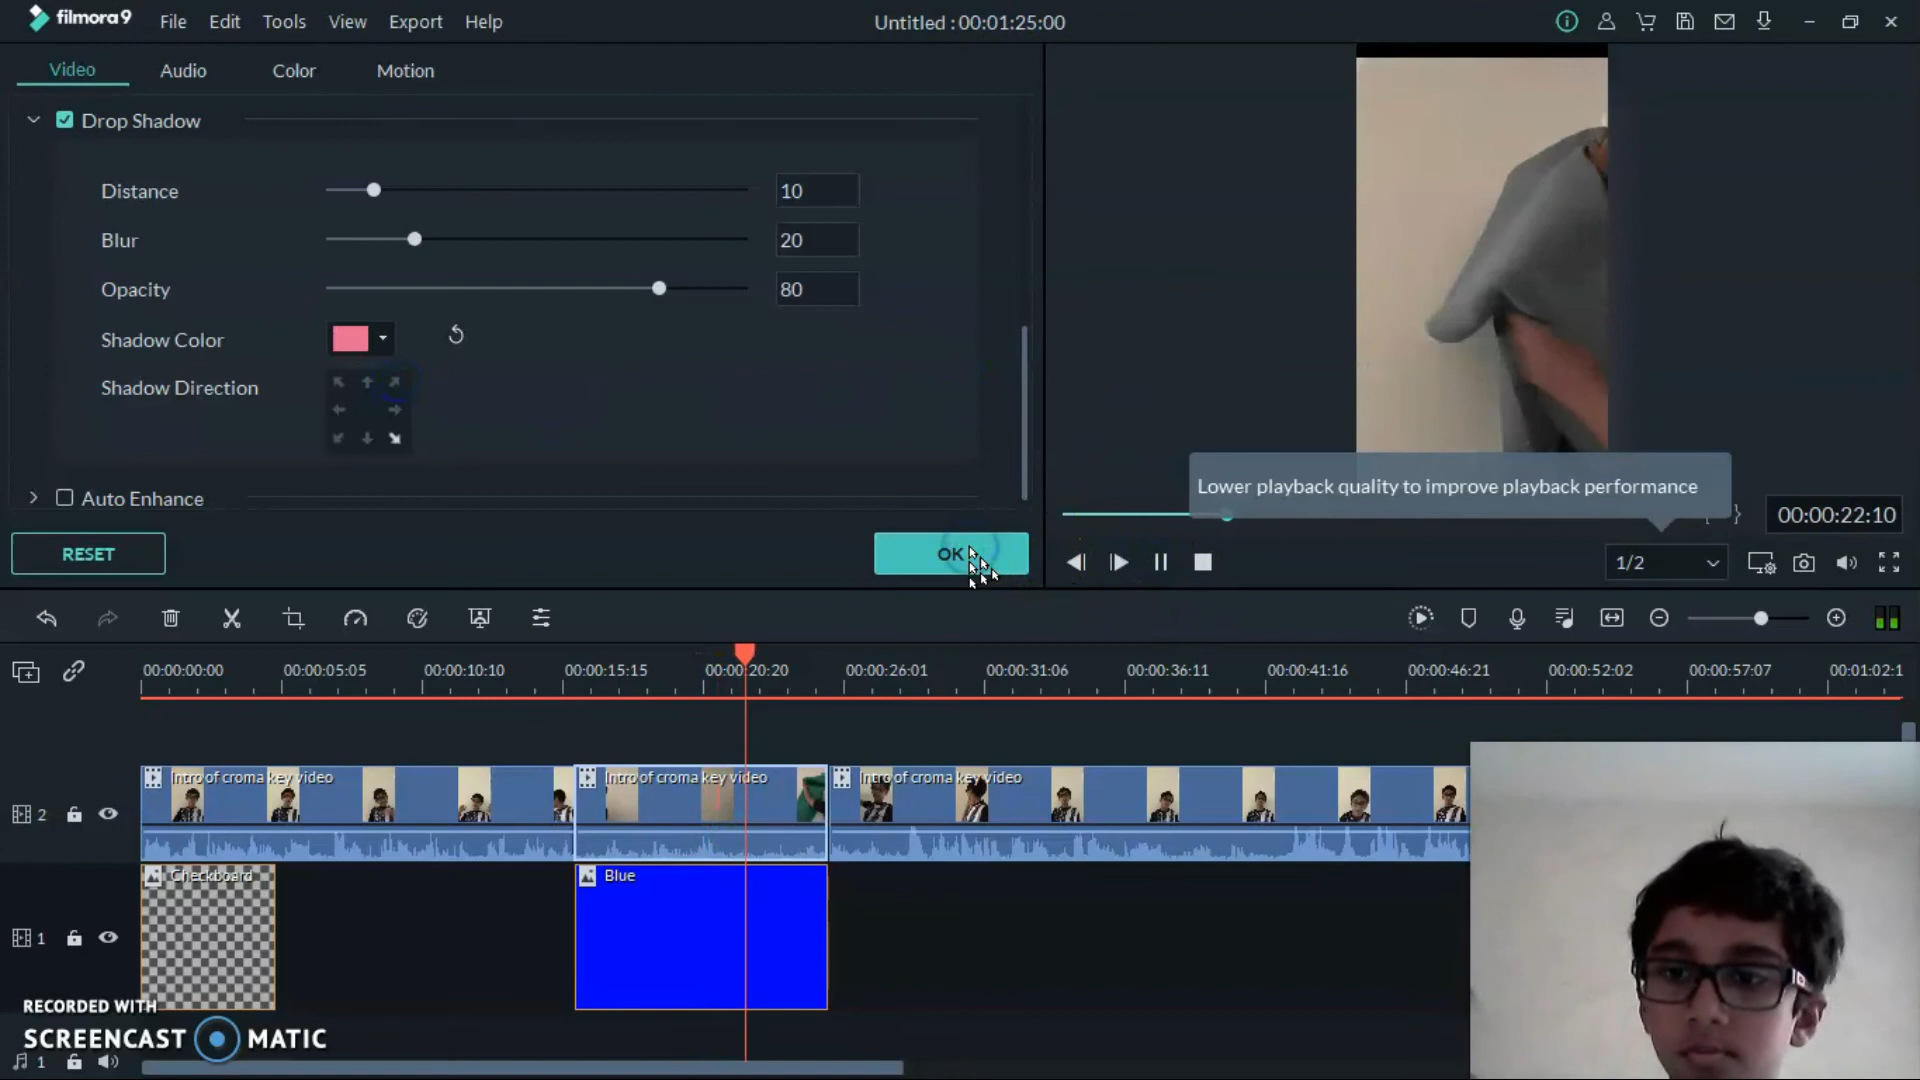 filmora9 File Edit Tools View Export Help Untitled : 00:01:25:00
Video Audio Color Motion
Drop Shadow
Distance 10
Blur 20
Opacity 80
Shadow Color
Shadow Direction
Auto Enhance
RESET OK
Lower playback quality to improve playback performance
00:00:22:10
1/2
00:00:00:00 00:00:05:05 00:00:10:10 00:00:15:15 00:00:20:20 00:00:26:01 00:00:31:06 00:00:36:11 00:00:41:16 00:00:46:21 00:00:52:02 00:00:57:07 00:01:02:1
2
Intro of croma key video Intro of croma key video Intro of croma key video
1
Checkboard Blue
RECORDED WITH
SCREENCAST MATIC
1